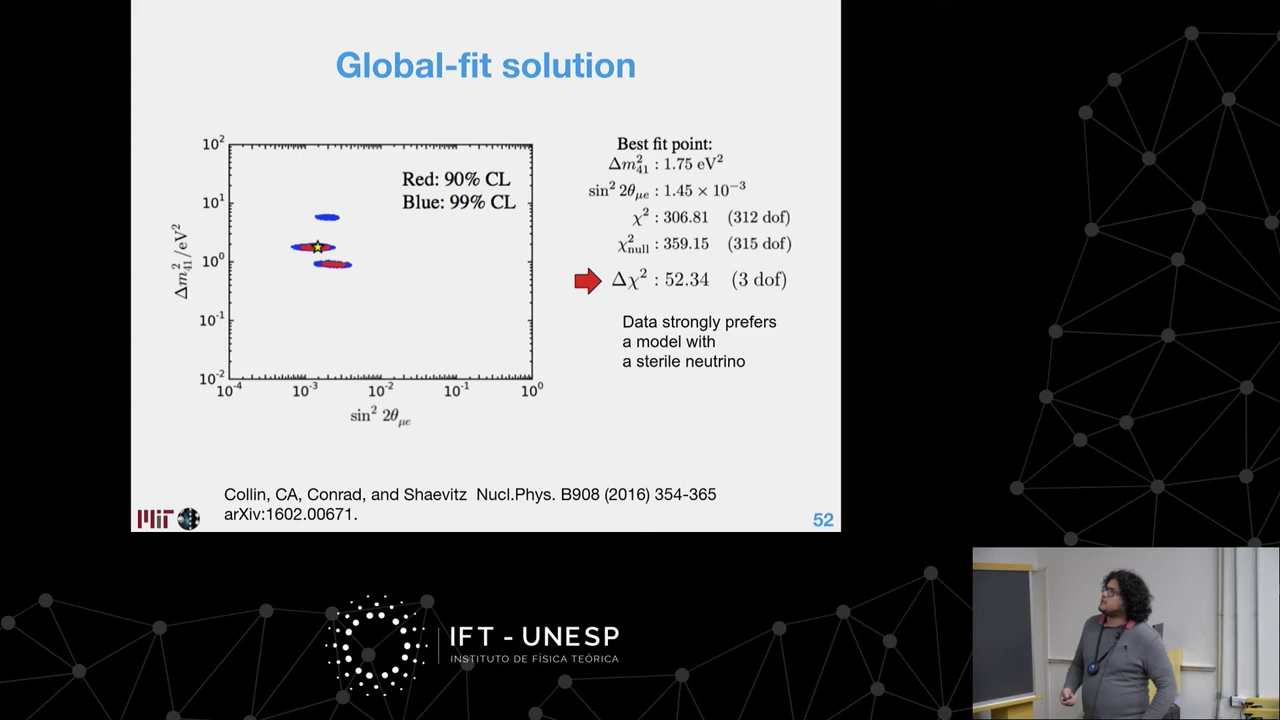 Global-fit solution
10²
10¹
10⁰
10⁻¹
10⁻²
Δm²₄₁/eV²
Red: 90% CL
Blue: 99% CL
10⁻⁴
10⁻³
10⁻²
10⁻¹
10⁰
sin² 2θμe
Best fit point:
Δm²₄₁ : 1.75 eV²
sin² 2θμe : 1.45 × 10⁻³
χ² : 306.81 (312 dof)
χ²null : 359.15 (315 dof)
Δχ² : 52.34 (3 dof)
Data strongly prefers
a model with
a sterile neutrino
Collin, CA, Conrad, and Shaevitz Nucl.Phys. B908 (2016) 354-365
arXiv:1602.00671.
MIT
52
IFT - UNESP
INSTITUTO DE FÍSICA TEÓRICA